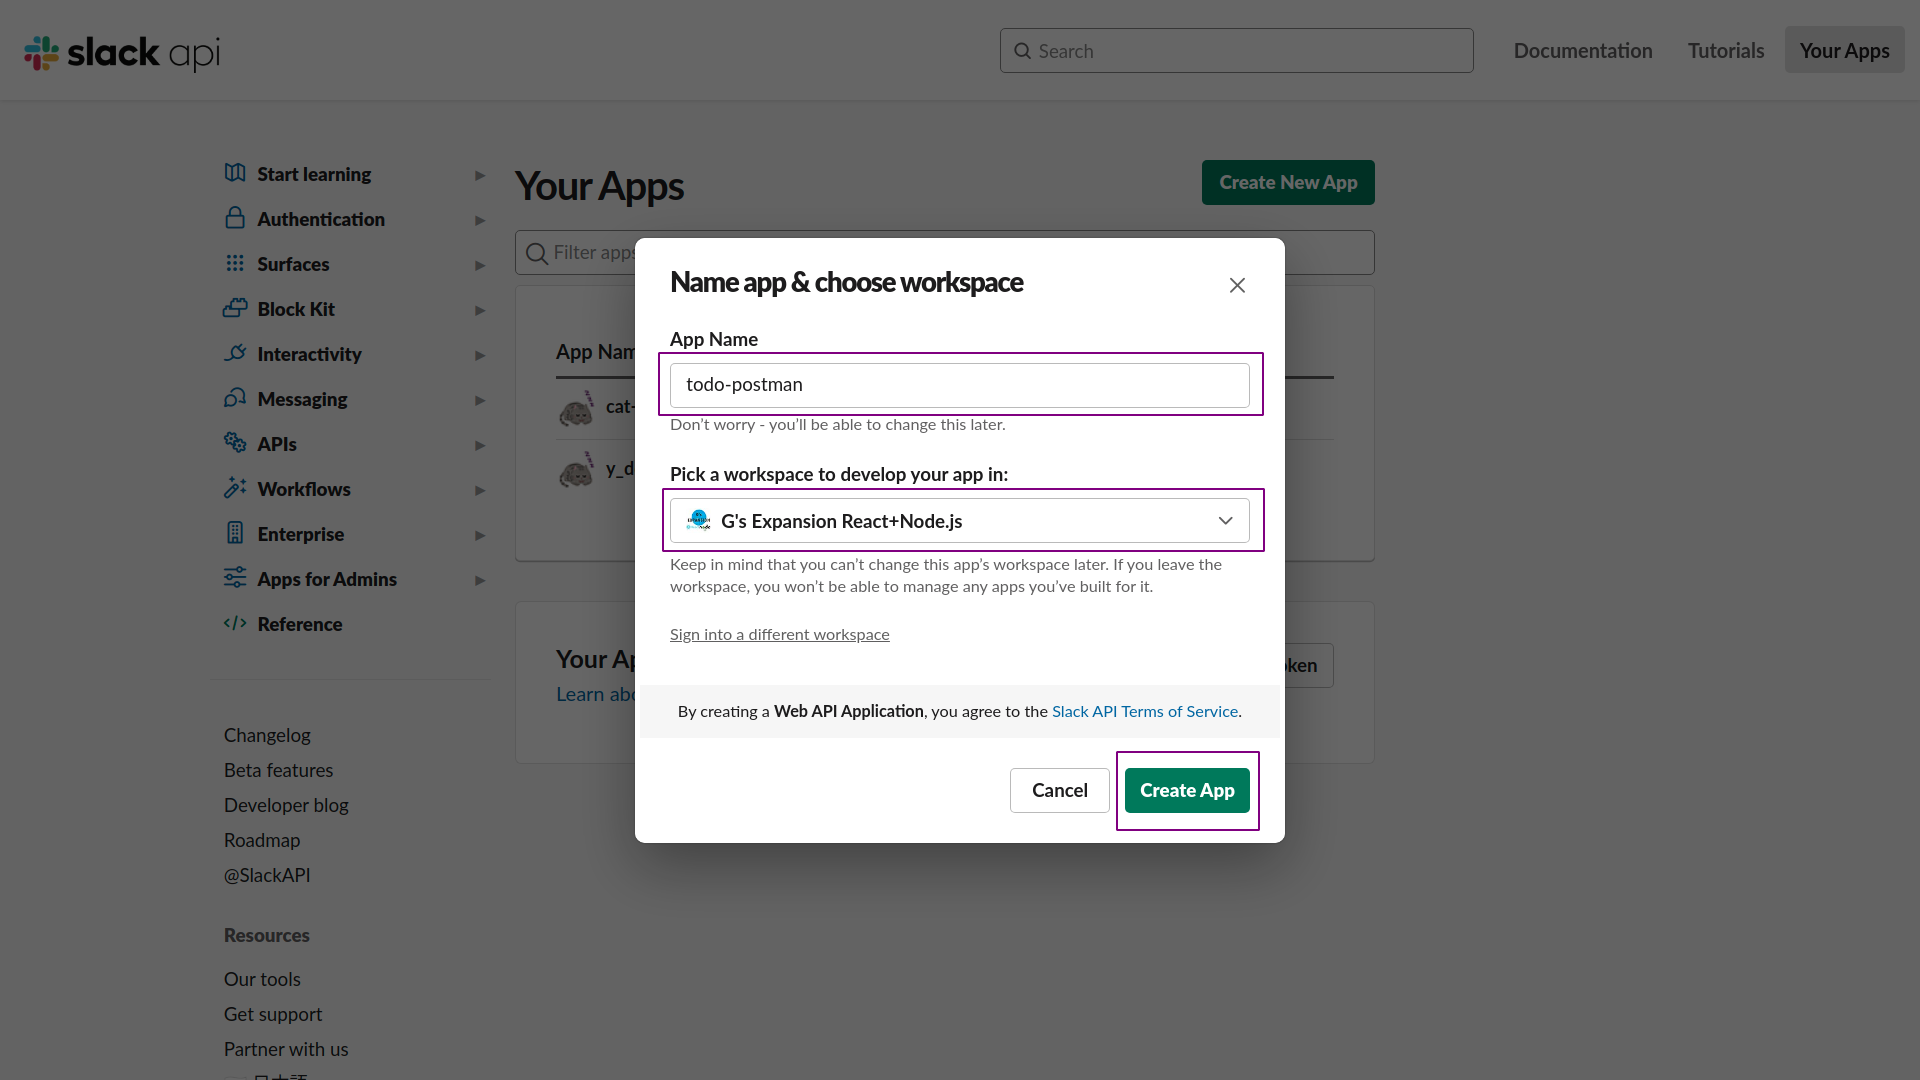 slack api
Search
Documentation
Tutorials
Your Apps
Start learning
Authentication
Surfaces
Block Kit
Interactivity
Messaging
APIs
Workflows
Enterprise
Apps for Admins
Reference
Changelog
Beta features
Developer blog
Roadmap
@SlackAPI
Resources
Our tools
Get support
Partner with us
日本語
Your Apps
Create New App
Filter apps
App Nam
cat-
y_d
Your Ap
Learn abo
oken
Name app & choose workspace
App Name
todo-postman
Don’t worry - you’ll be able to change this later.
Pick a workspace to develop your app in:
G's Expansion React+Node.js
Keep in mind that you can’t change this app’s workspace later. If you leave the
workspace, you won’t be able to manage any apps you’ve built for it.
Sign into a different workspace
By creating a Web API Application, you agree to the Slack API Terms of Service.
Cancel
Create App